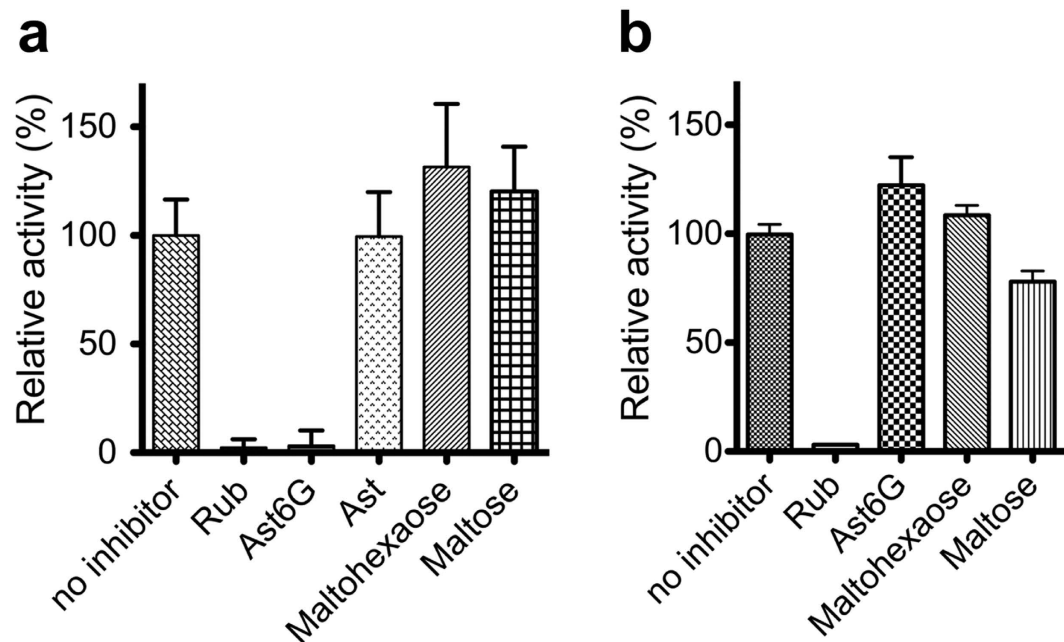 a
Relative activity (%)
150
100
50
0
no inhibitor
Rub
Ast6G
Ast
Maltohexaose
Maltose
b
Relative activity (%)
150
100
50
0
no inhibitor
Rub
Ast6G
Maltohexaose
Maltose